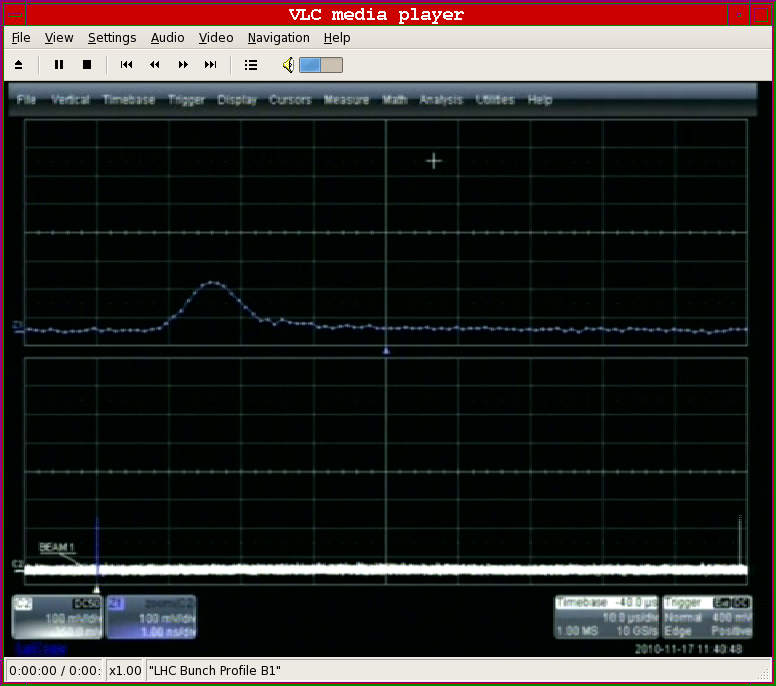 VLC media player
File View Settings Audio Video Navigation Help
File Vertical Timebase Trigger Display Cursors Measure Math Analysis Utilities Help
Z1
BEAM 1
C2
C2 DC50 Z1 zoom(C2) Timebase -40.0 µs Trigger Ext DC
100 mV/div 100 mV/div 10.0 µs/div Normal 400 mV
1.00 ns/div 1.00 MS 10 GS/s Edge Positive
2010-11-17 11:40:48
0:00:00 / 0:00: x1.00 "LHC Bunch Profile B1"